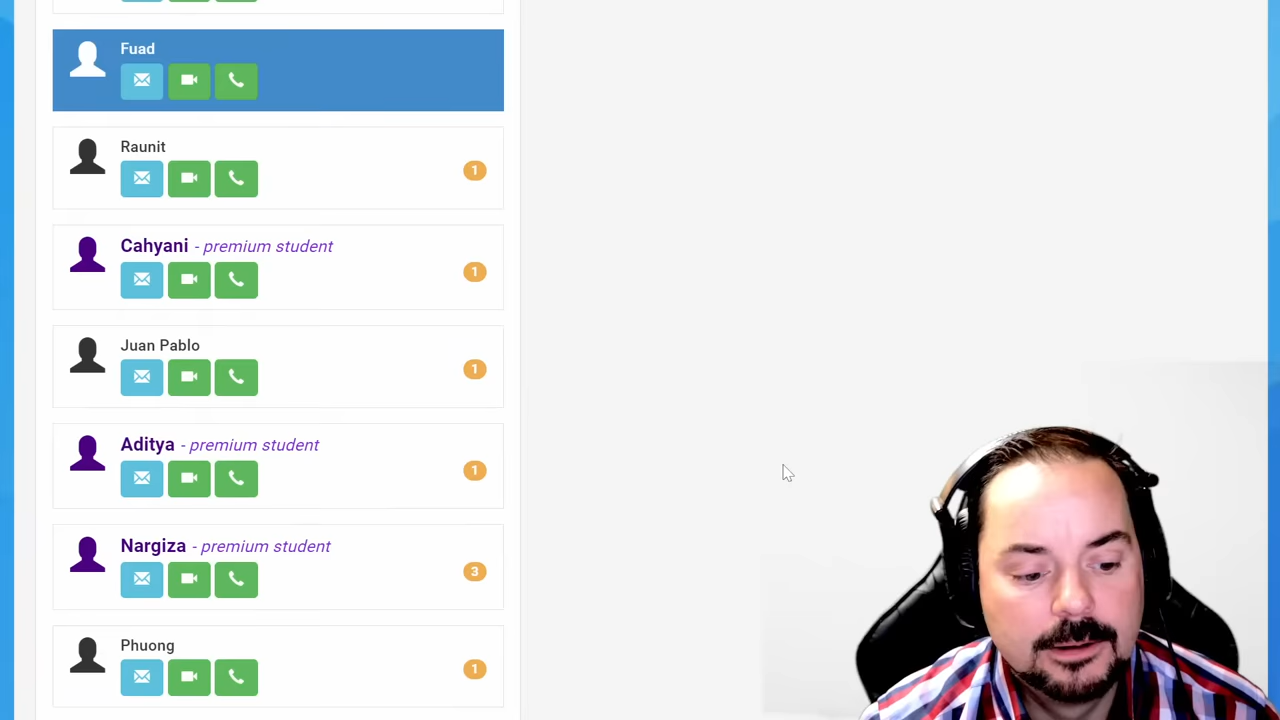 Fuad
Raunit
1
Cahyani - premium student
1
Juan Pablo
1
Aditya - premium student
1
Nargiza - premium student
3
Phuong
1